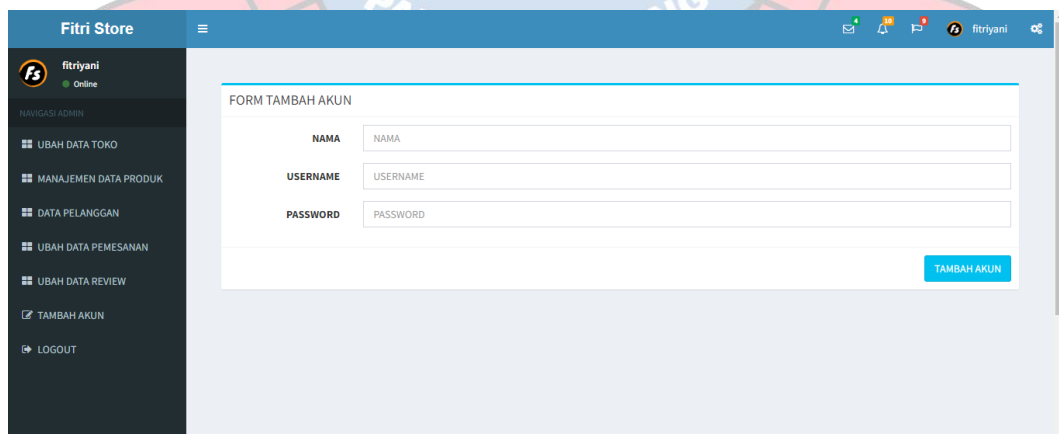 Fitri Store
4
10
9
fitriyani
Fs
fitriyani
Online
NAVIGASI ADMIN
UBAH DATA TOKO
MANAJEMEN DATA PRODUK
DATA PELANGGAN
UBAH DATA PEMESANAN
UBAH DATA REVIEW
TAMBAH AKUN
LOGOUT
FORM TAMBAH AKUN
NAMA NAMA
USERNAME USERNAME
PASSWORD PASSWORD
TAMBAH AKUN